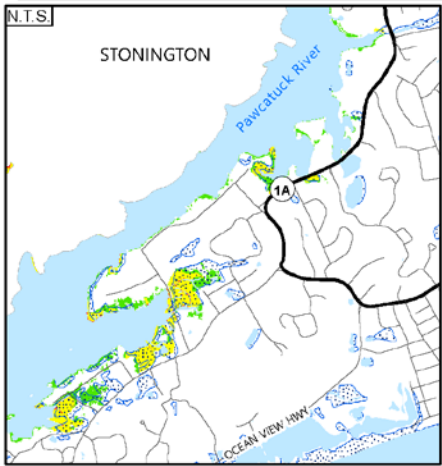 N.T.S.
STONINGTON
Pawcatuck River
1A
OCEAN VIEW HWY